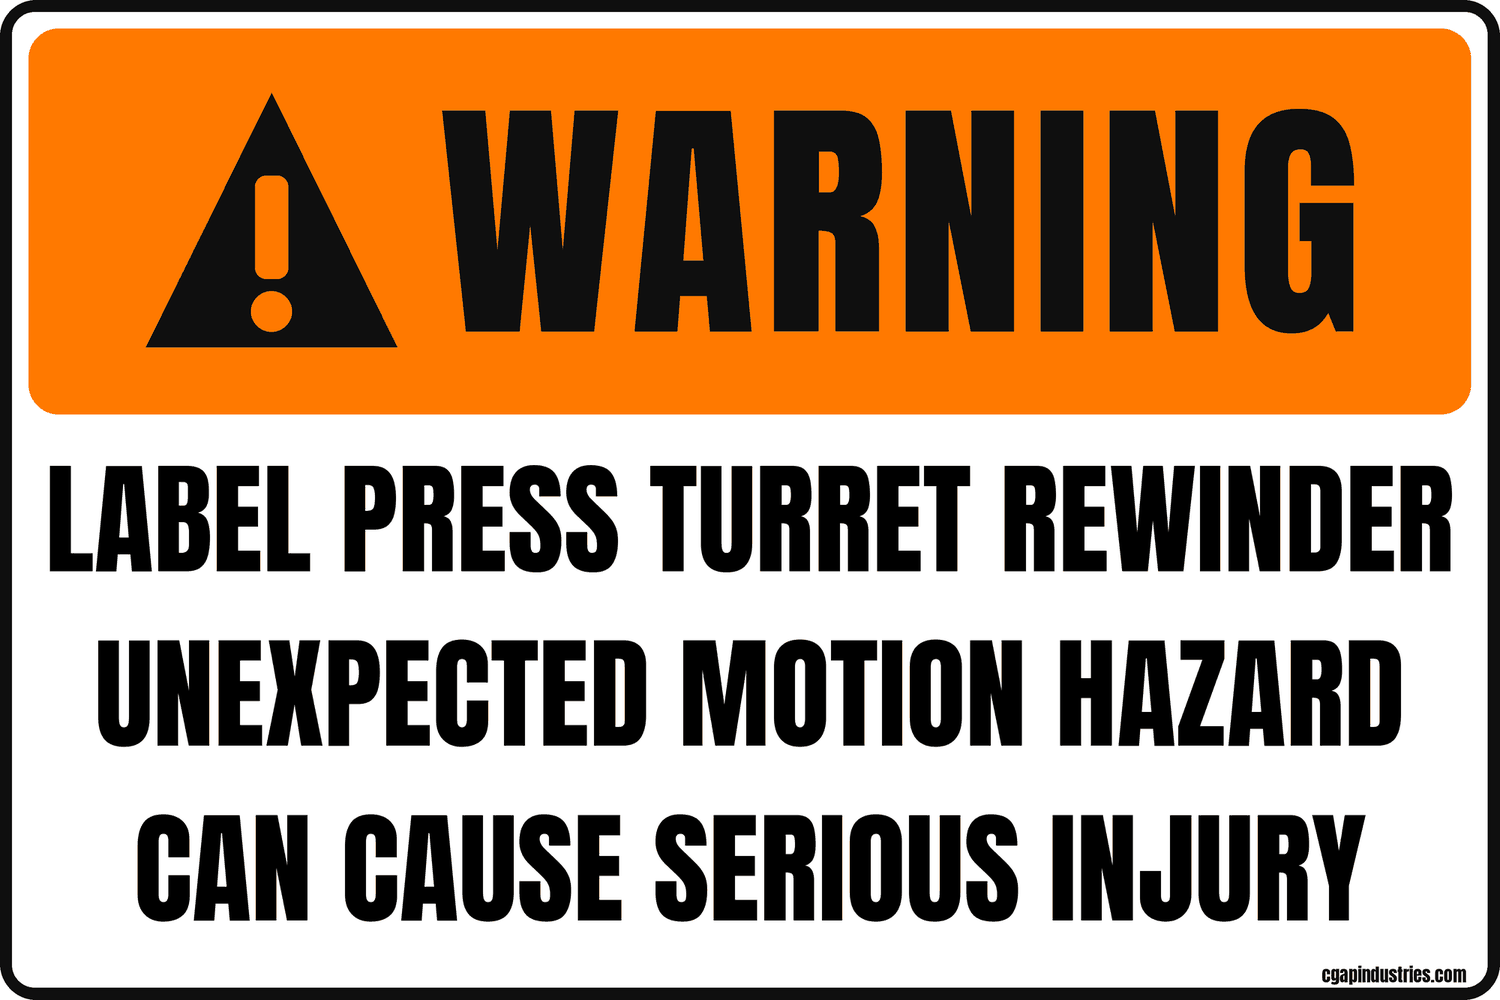 WARNING
LABEL PRESS TURRET REWINDER
UNEXPECTED MOTION HAZARD
CAN CAUSE SERIOUS INJURY
cgapindustries.com